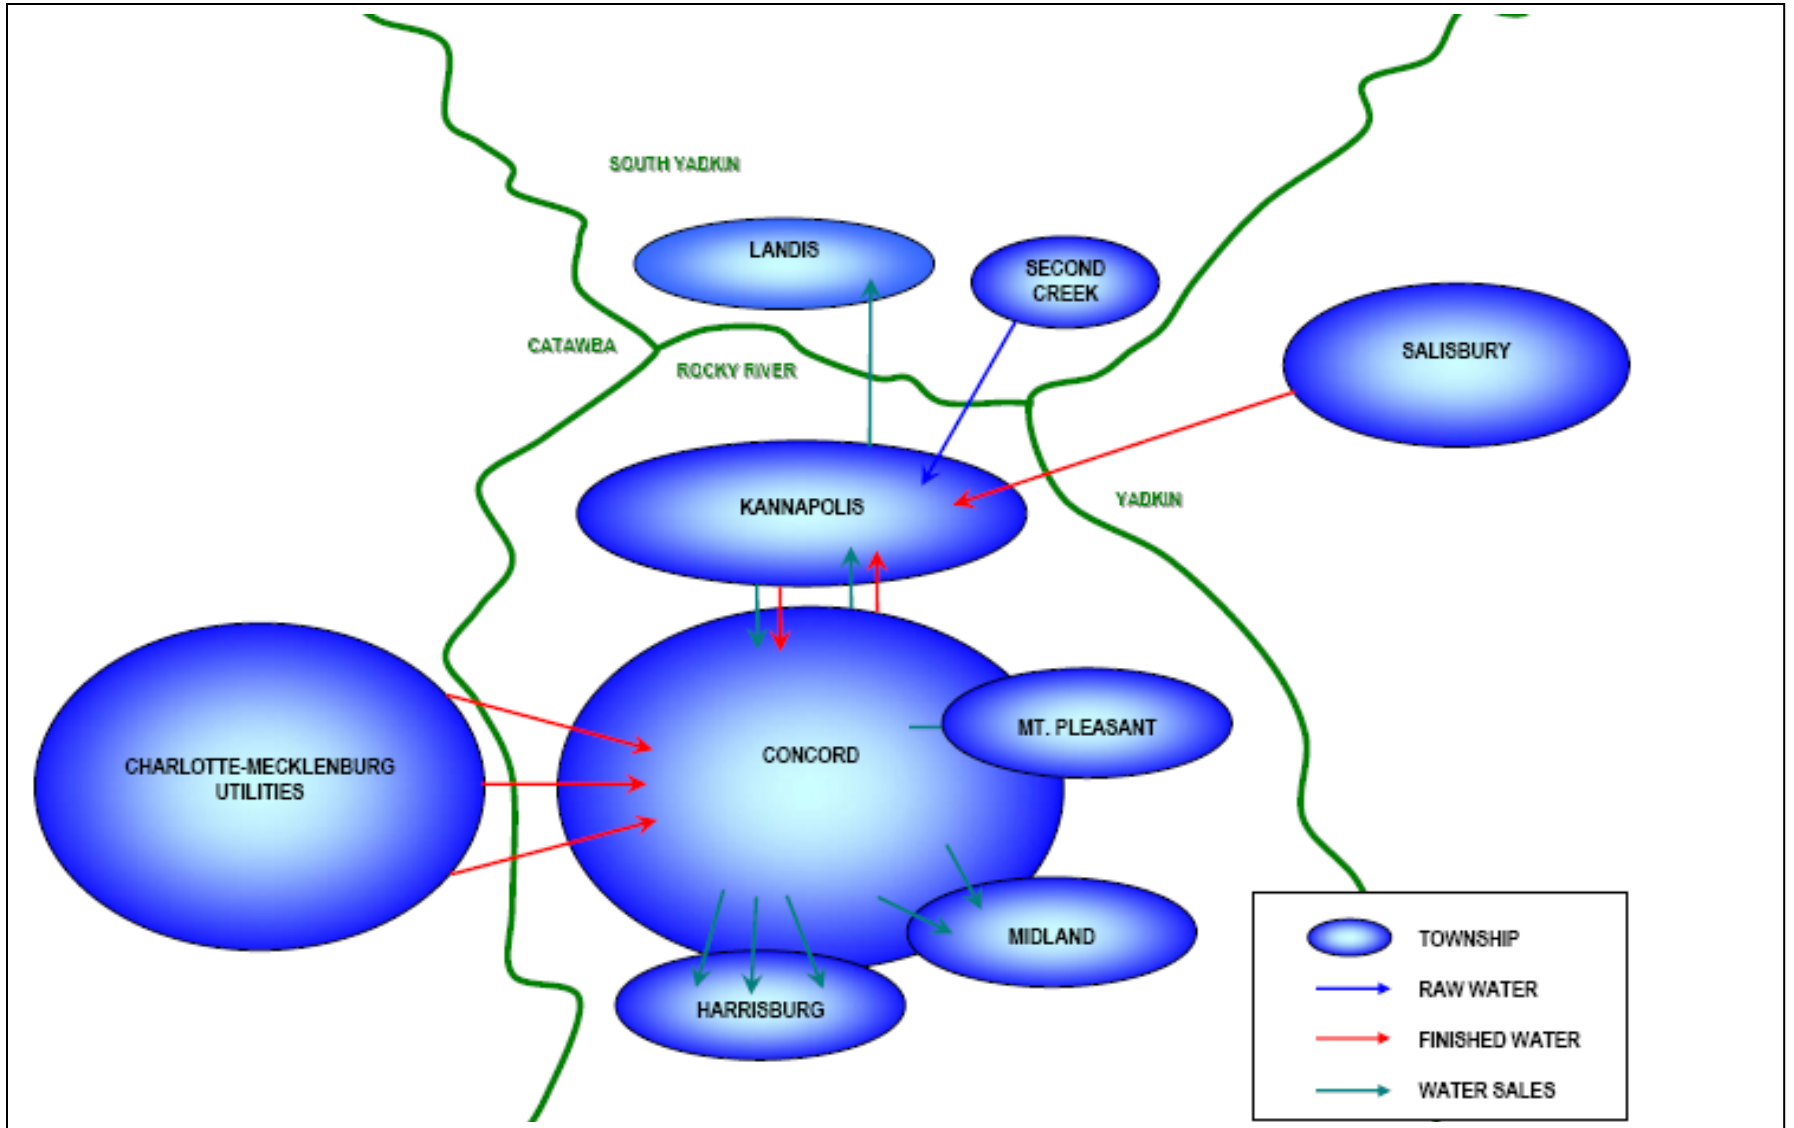 SOUTH YADKIN
LANDIS
SECOND
CREEK
SALISBURY
CATAWBA
ROCKY RIVER
KANNAPOLIS
YADKIN
MT. PLEASANT
CONCORD
CHARLOTTE-MECKLENBURG
UTILITIES
MIDLAND
HARRISBURG
TOWNSHIP
RAW WATER
FINISHED WATER
WATER SALES